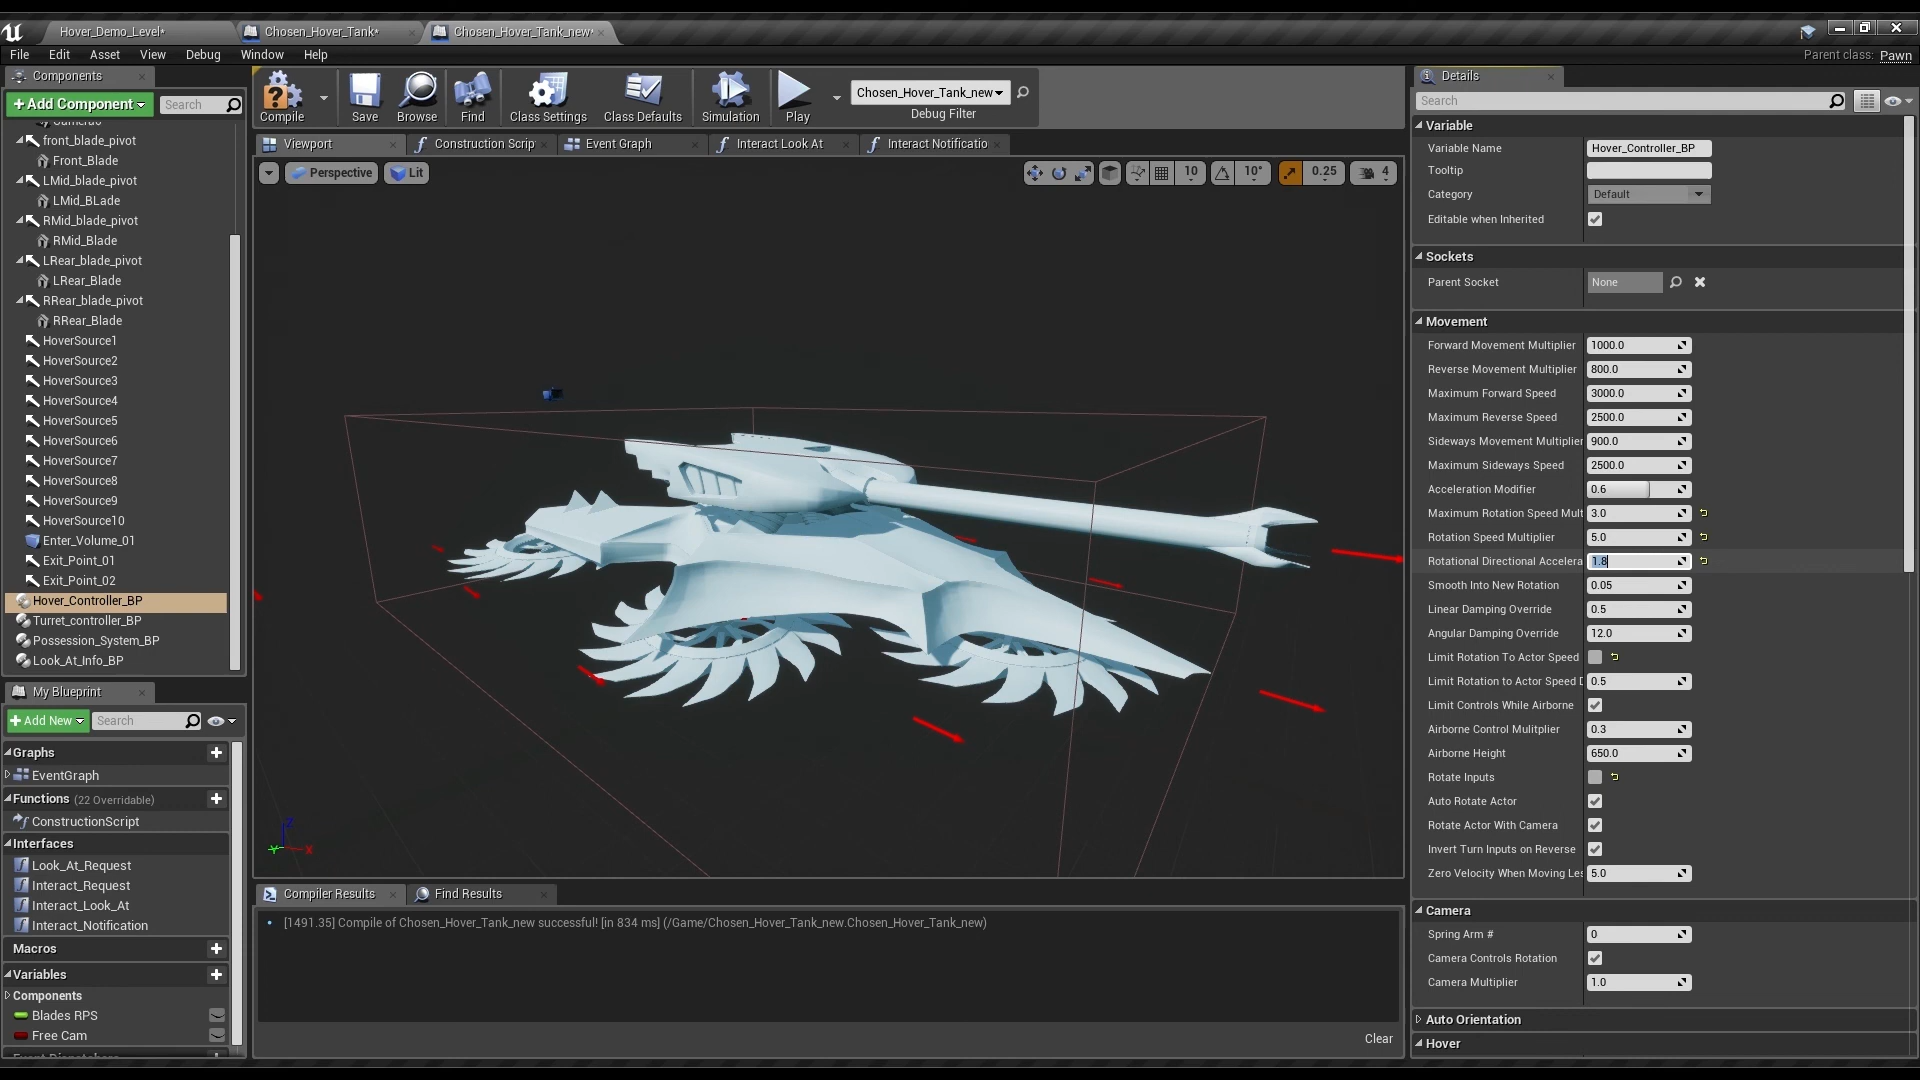 Hover_Demo_Level*
Chosen_Hover_Tank*
Chosen_Hover_Tank_new*
File Edit Asset View Debug Window Help
Parent class: Pawn
Components
+Add Component
Search
front_blade_pivot
Front_Blade
LMid_blade_pivot
LMid_BLade
RMid_blade_pivot
RMid_Blade
LRear_blade_pivot
LRear_Blade
RRear_blade_pivot
RRear_Blade
HoverSource1
HoverSource2
HoverSource3
HoverSource4
HoverSource5
HoverSource6
HoverSource7
HoverSource8
HoverSource9
HoverSource10
Enter_Volume_01
Exit_Point_01
Exit_Point_02
Hover_Controller_BP
Turret_controller_BP
Possession_System_BP
Look_At_Info_BP
My Blueprint
+Add New
Search
Graphs
EventGraph
Functions (22 Overridable)
ConstructionScript
Interfaces
Look_At_Request
Interact_Request
Interact_Look_At
Interact_Notification
Macros
Variables
Components
Blades RPS
Free Cam
Compile
Save
Browse
Find
Class Settings
Class Defaults
Simulation
Play
Chosen_Hover_Tank_new
Debug Filter
Viewport
Construction Scrip
Event Graph
Interact Look At
Interact Notificatio
Perspective
Lit
10
10°
0.25
4
Z
X
Y
Compiler Results
Find Results
[1491.35] Compile of Chosen_Hover_Tank_new successful! [in 834 ms] (/Game/Chosen_Hover_Tank_new.Chosen_Hover_Tank_new)
Clear
Details
Search
Variable
Variable Name Hover_Controller_BP
Tooltip
Category Default
Editable when Inherited
Sockets
Parent Socket None
Movement
Forward Movement Multiplier 1000.0
Reverse Movement Multiplier 800.0
Maximum Forward Speed 3000.0
Maximum Reverse Speed 2500.0
Sideways Movement Multiplier 900.0
Maximum Sideways Speed 2500.0
Acceleration Modifier 0.6
Maximum Rotation Speed Mult 3.0
Rotation Speed Multiplier 5.0
Rotational Directional Accelera 1.8
Smooth Into New Rotation 0.05
Linear Damping Override 0.5
Angular Damping Override 12.0
Limit Rotation To Actor Speed
Limit Rotation to Actor Speed D 0.5
Limit Controls While Airborne
Airborne Control Mulitplier 0.3
Airborne Height 650.0
Rotate Inputs
Auto Rotate Actor
Rotate Actor With Camera
Invert Turn Inputs on Reverse
Zero Velocity When Moving Les 5.0
Camera
Spring Arm # 0
Camera Controls Rotation
Camera Multiplier 1.0
Auto Orientation
Hover